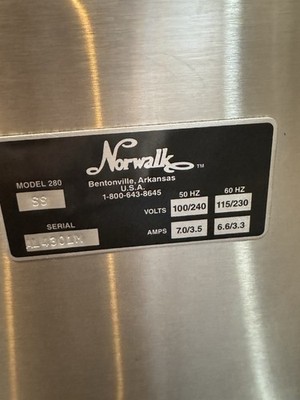 Norwalk™
Bentonville, Arkansas
U.S.A.
1-800-643-8645
MODEL 280
SS
SERIAL
50 HZ 60 HZ
VOLTS 100/240 115/230
AMPS 7.0/3.5 6.6/3.3